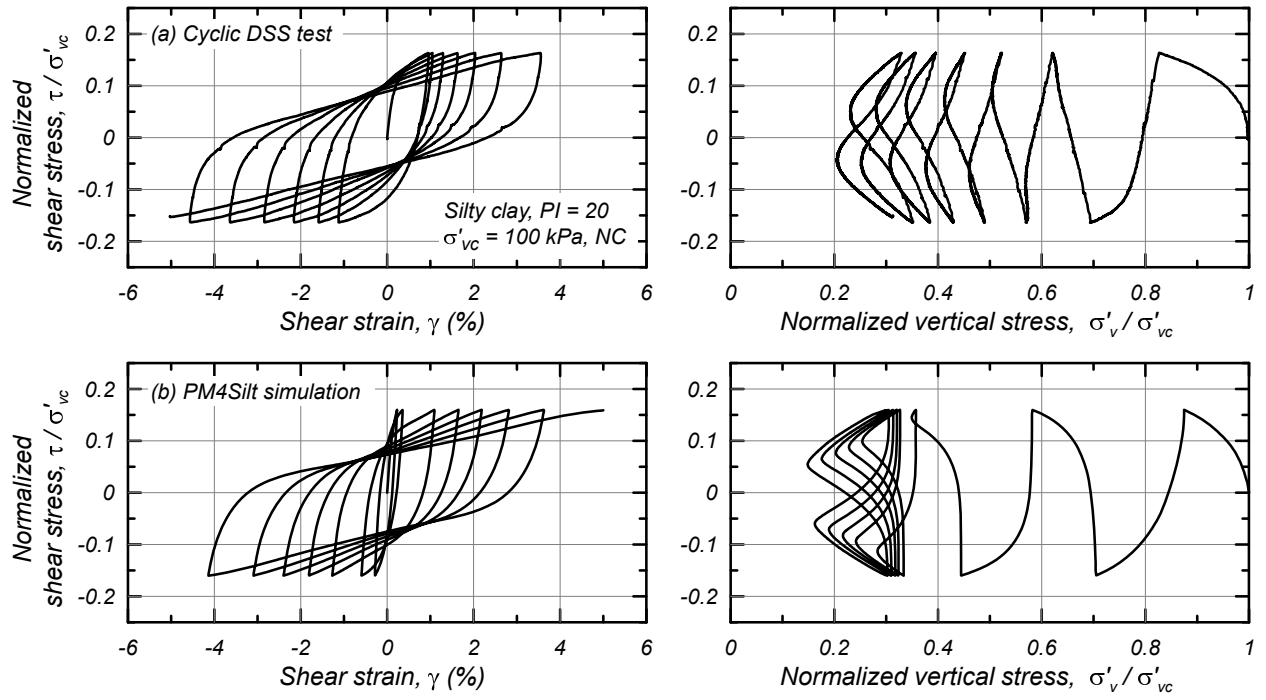 (a) Cyclic DSS test
Normalized
shear stress, τ / σ'vc
0.2
0.1
0
-0.1
-0.2
Silty clay, PI = 20
σ'vc = 100 kPa, NC
-6 -4 -2 0 2 4 6
Shear strain, γ (%)
0.2
0.1
0
-0.1
-0.2
0 0.2 0.4 0.6 0.8 1
Normalized vertical stress, σ'v / σ'vc
(b) PM4Silt simulation
Normalized
shear stress, τ / σ'vc
0.2
0.1
0
-0.1
-0.2
-6 -4 -2 0 2 4 6
Shear strain, γ (%)
0.2
0.1
0
-0.1
-0.2
0 0.2 0.4 0.6 0.8 1
Normalized vertical stress, σ'v / σ'vc